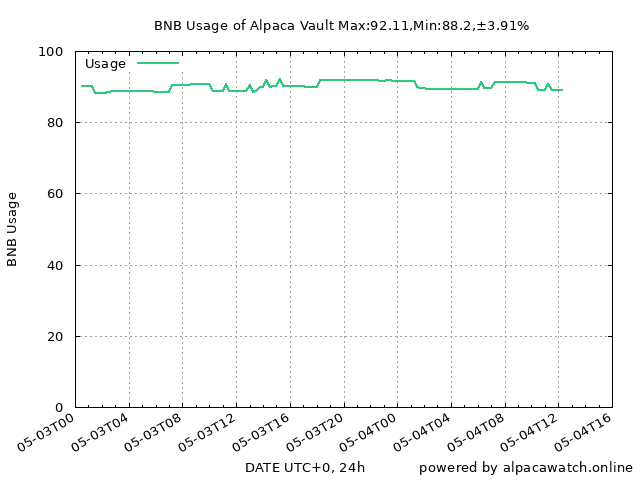 BNB Usage of Alpaca Vault Max:92.11,Min:88.2,±3.91%
100
Usage
80
60
BNB Usage
40
20
0
05-03T00
05-03T04
05-03T08
05-03T12
05-03T16
05-03T20
05-04T00
05-04T04
05-04T08
05-04T12
05-04T16
DATE UTC+0, 24h
powered by alpacawatch.online